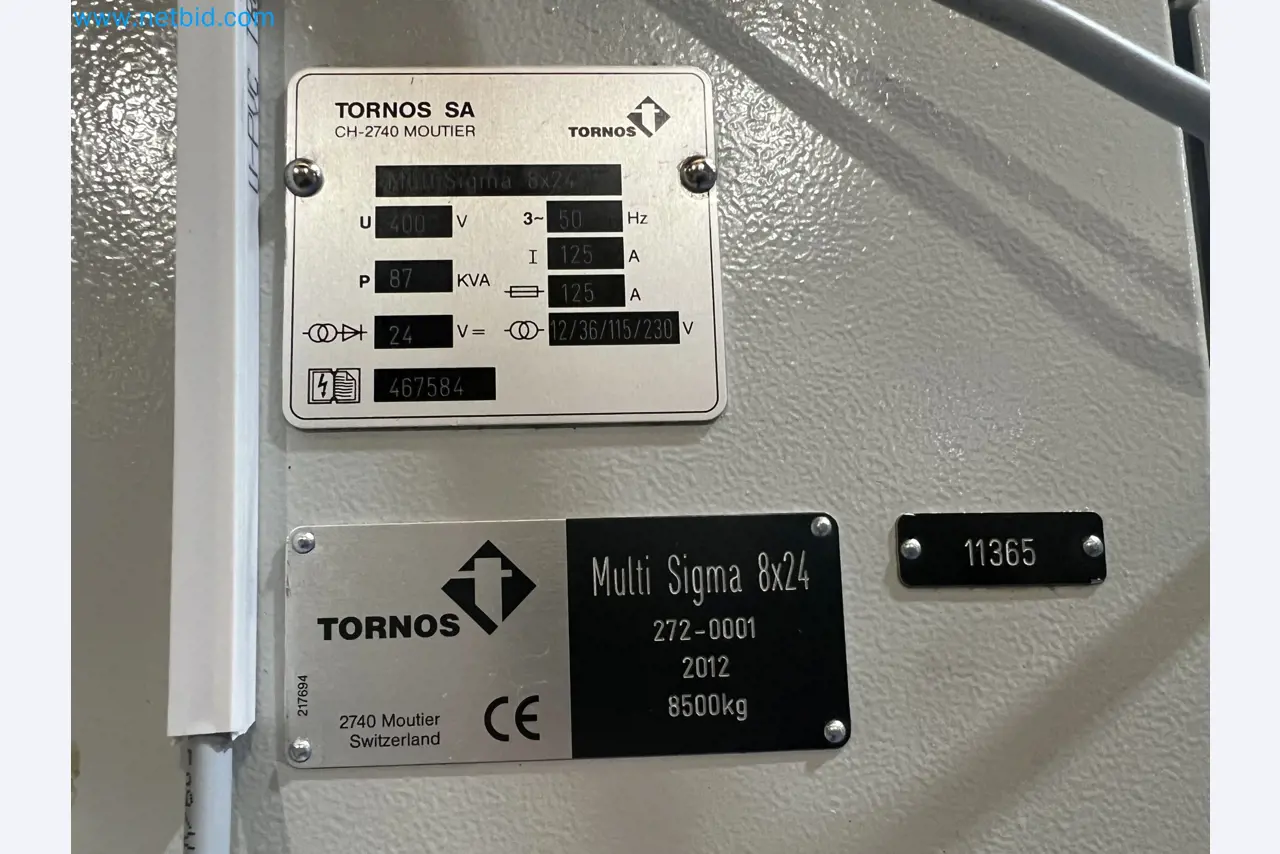 www.netbid.com
U-PVC
TORNOS SA
CH-2740 MOUTIER
TORNOS
MultiSigma 8x24
U 400 V 3~ 50 Hz
I 125 A
P 87 KVA 125 A
24 V= 12/36/115/230 V
467584
TORNOS
217694
2740 Moutier
Switzerland
CE
Multi Sigma 8x24
272-0001
2012
8500kg
11365